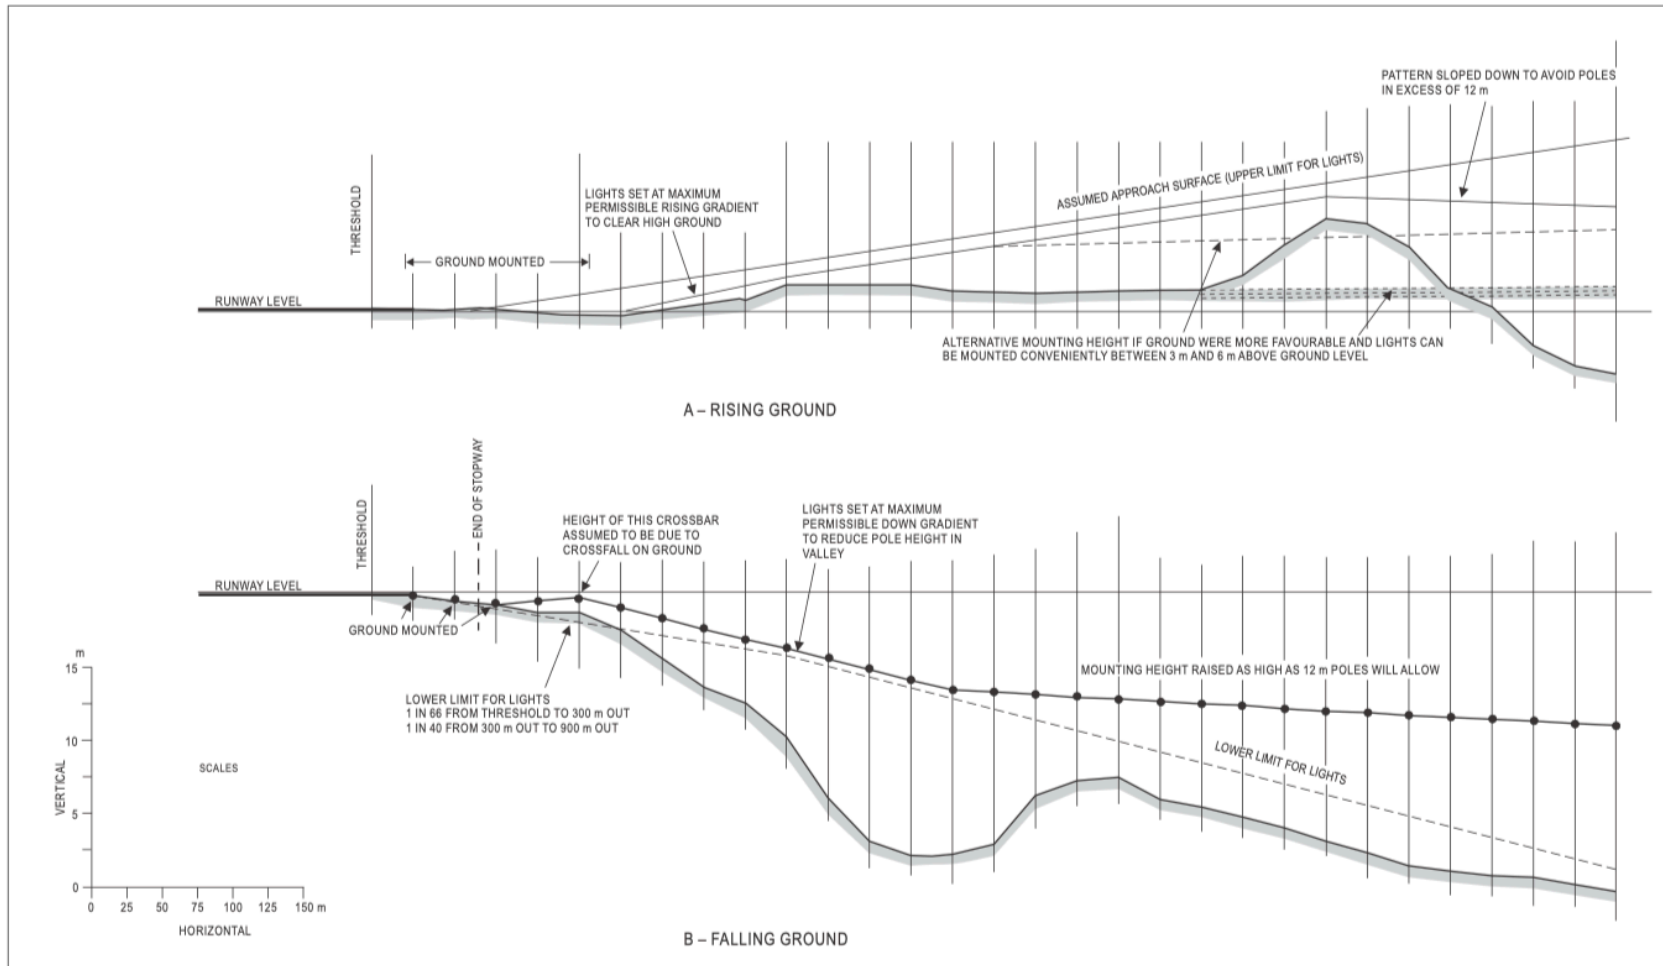 PATTERN SLOPED DOWN TO AVOID POLES
IN EXCESS OF 12 m
THRESHOLD
LIGHTS SET AT MAXIMUM
PERMISSIBLE RISING GRADIENT
TO CLEAR HIGH GROUND
ASSUMED APPROACH SURFACE (UPPER LIMIT FOR LIGHTS)
GROUND MOUNTED
RUNWAY LEVEL
ALTERNATIVE MOUNTING HEIGHT IF GROUND WERE MORE FAVOURABLE AND LIGHTS CAN
BE MOUNTED CONVENIENTLY BETWEEN 3 m AND 6 m ABOVE GROUND LEVEL
A – RISING GROUND
THRESHOLD
END OF STOPWAY
HEIGHT OF THIS CROSSBAR
ASSUMED TO BE DUE TO
CROSSFALL ON GROUND
LIGHTS SET AT MAXIMUM
PERMISSIBLE DOWN GRADIENT
TO REDUCE POLE HEIGHT IN
VALLEY
RUNWAY LEVEL
GROUND MOUNTED
MOUNTING HEIGHT RAISED AS HIGH AS 12 m POLES WILL ALLOW
LOWER LIMIT FOR LIGHTS
1 IN 66 FROM THRESHOLD TO 300 m OUT
1 IN 40 FROM 300 m OUT TO 900 m OUT
LOWER LIMIT FOR LIGHTS
m
15
10
5
0
VERTICAL
SCALES
0 25 50 75 100 125 150 m
HORIZONTAL
B – FALLING GROUND